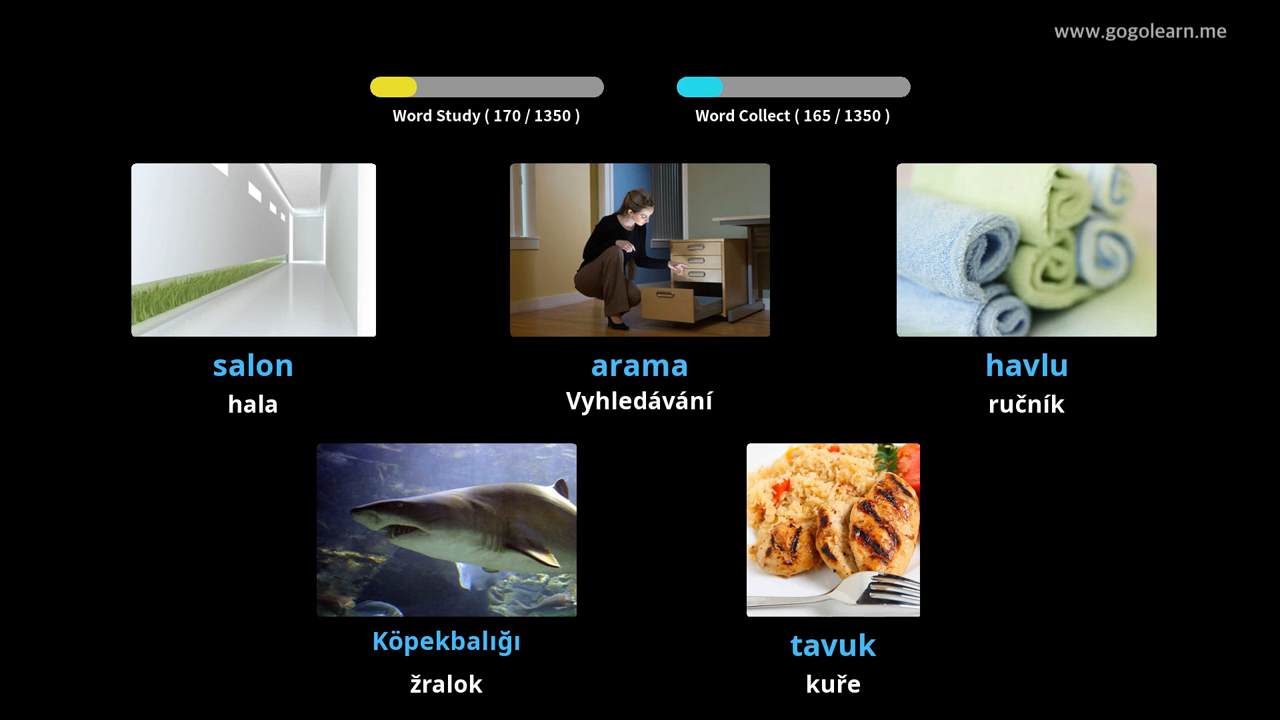 www.gogolearn.me
Word Study ( 170 / 1350 )
Word Collect ( 165 / 1350 )
salon
hala
arama
Vyhledávání
havlu
ručník
Köpekbalığı
žralok
tavuk
kuře